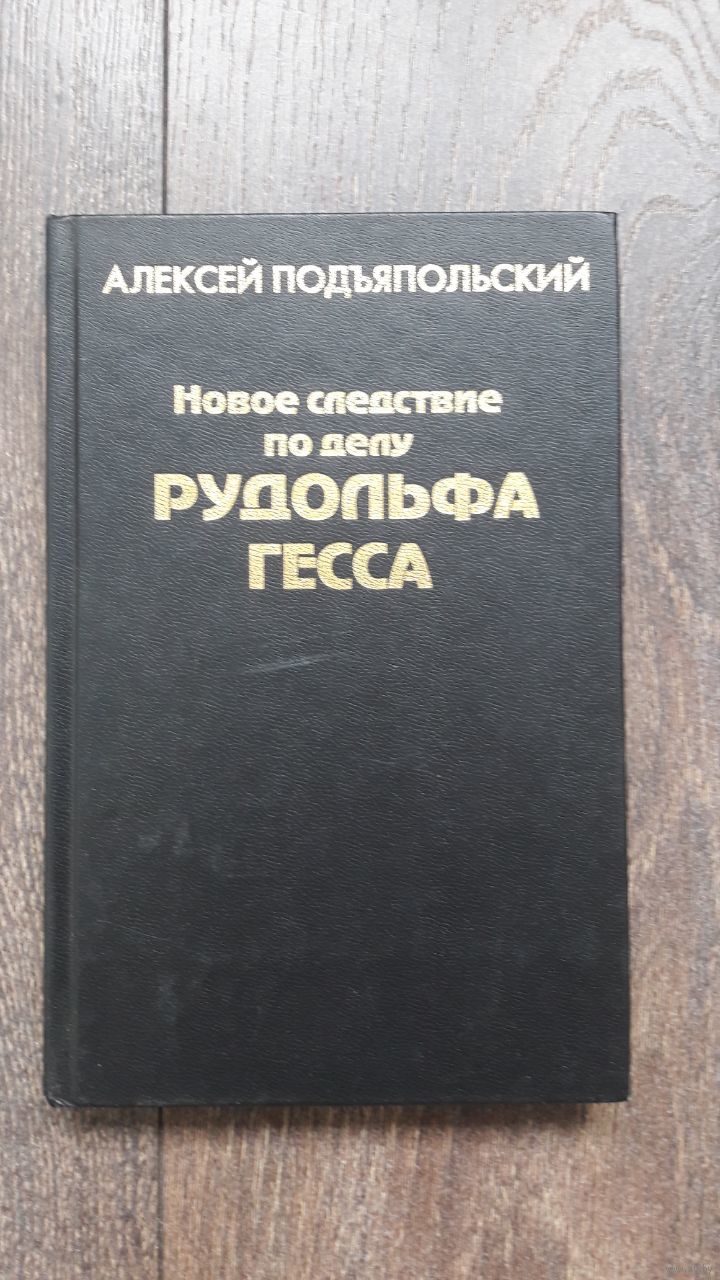 АЛЕКСЕЙ ПОДЪЯПОЛЬСКИЙ
Новое следствие
по делу
РУДОЛЬФА
ГЕССА